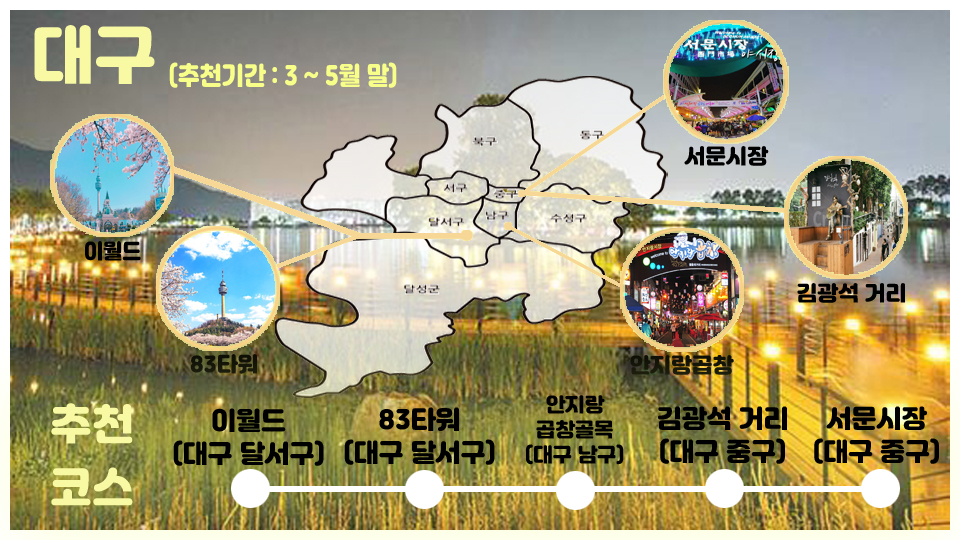 대구
(추천기간 : 3 ~ 5월 말)
서문시장
서문시장
북구
동구
서구
중구
달서구
남구
수성구
달성군
이월드
83타워
안지랑곱창
김광석 거리
추천
코스
이월드
(대구 달서구)
83타워
(대구 달서구)
안지랑
곱창골목
(대구 남구)
김광석 거리
(대구 중구)
서문시장
(대구 중구)